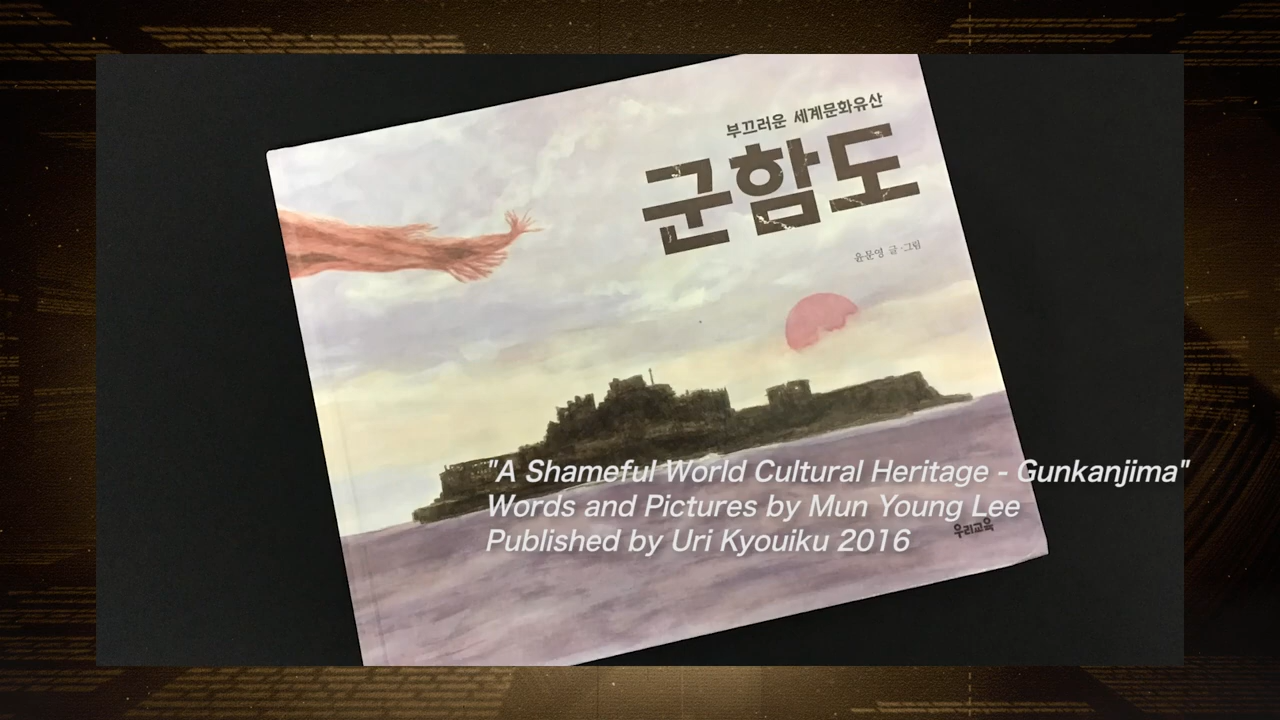 부끄러운 세계문화유산
군함도
윤문영 글·그림
"A Shameful World Cultural Heritage - Gunkanjima"
Words and Pictures by Mun Young Lee
Published by Uri Kyouiku 2016
우리교육